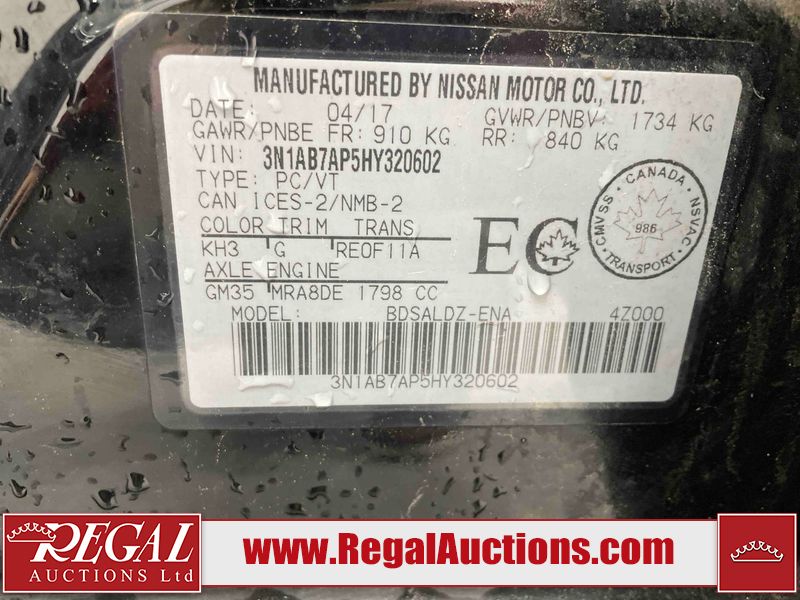 MANUFACTURED BY NISSAN MOTOR CO., LTD.
DATE: 04/17 GVWR/PNBV: 1734 KG
GAWR/PNBE FR: 910 KG RR: 840 KG
VIN: 3N1AB7AP5HY320602
TYPE: PC/VT
CAN ICES-2/NMB-2
COLOR TRIM TRANS
KH3 G RE0F11A
AXLE ENGINE
GM35 MRA8DE 1798 CC
EC
CANADA
CMVSS NSVAC
986
TRANSPORT
MODEL: BDSALDZ-ENA 4Z000
3N1AB7AP5HY320602
REGAL
AUCTIONS Ltd
www.RegalAuctions.com